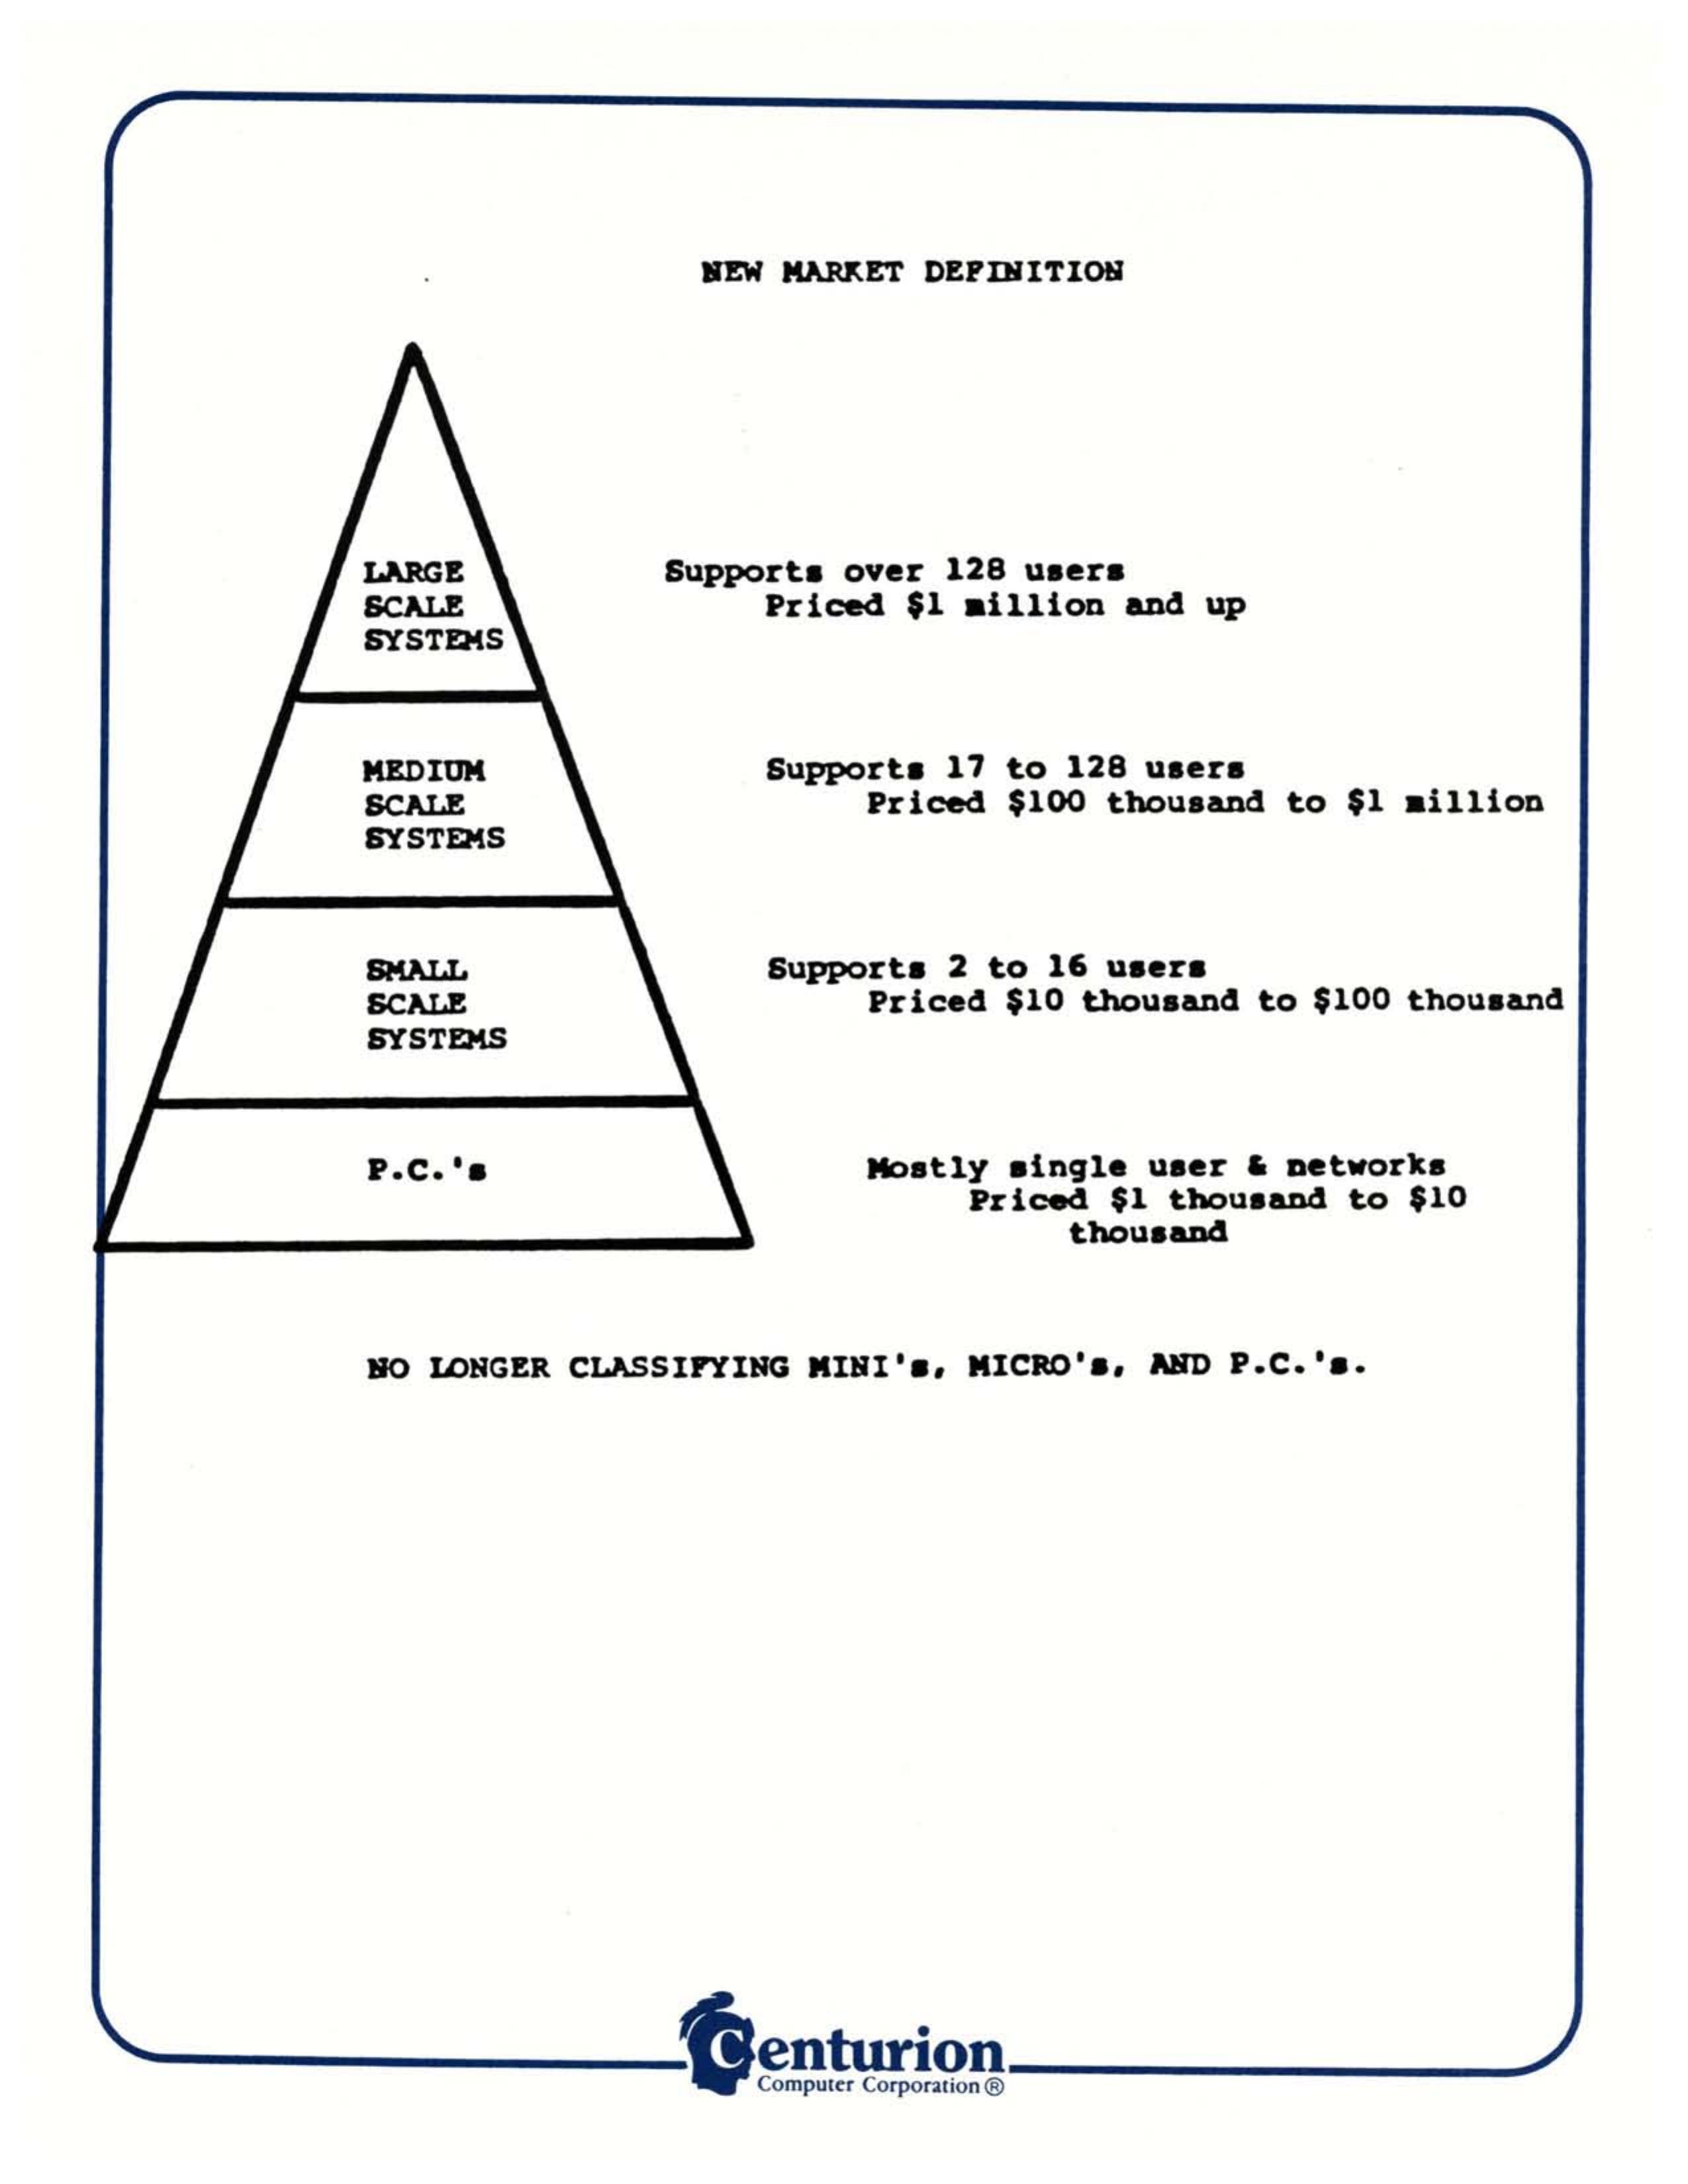 NEW MARKET DEFINITION
LARGE
SCALE
SYSTEMS
Supports over 128 users
Priced $1 million and up
MEDIUM
SCALE
SYSTEMS
Supports 17 to 128 users
Priced $100 thousand to $1 million
SMALL
SCALE
SYSTEMS
Supports 2 to 16 users
Priced $10 thousand to $100 thousand
P.C.'s
Mostly single user & networks
Priced $1 thousand to $10
thousand
NO LONGER CLASSIFYING MINI's, MICRO's, AND P.C.'s.
Centurion
Computer Corporation ®